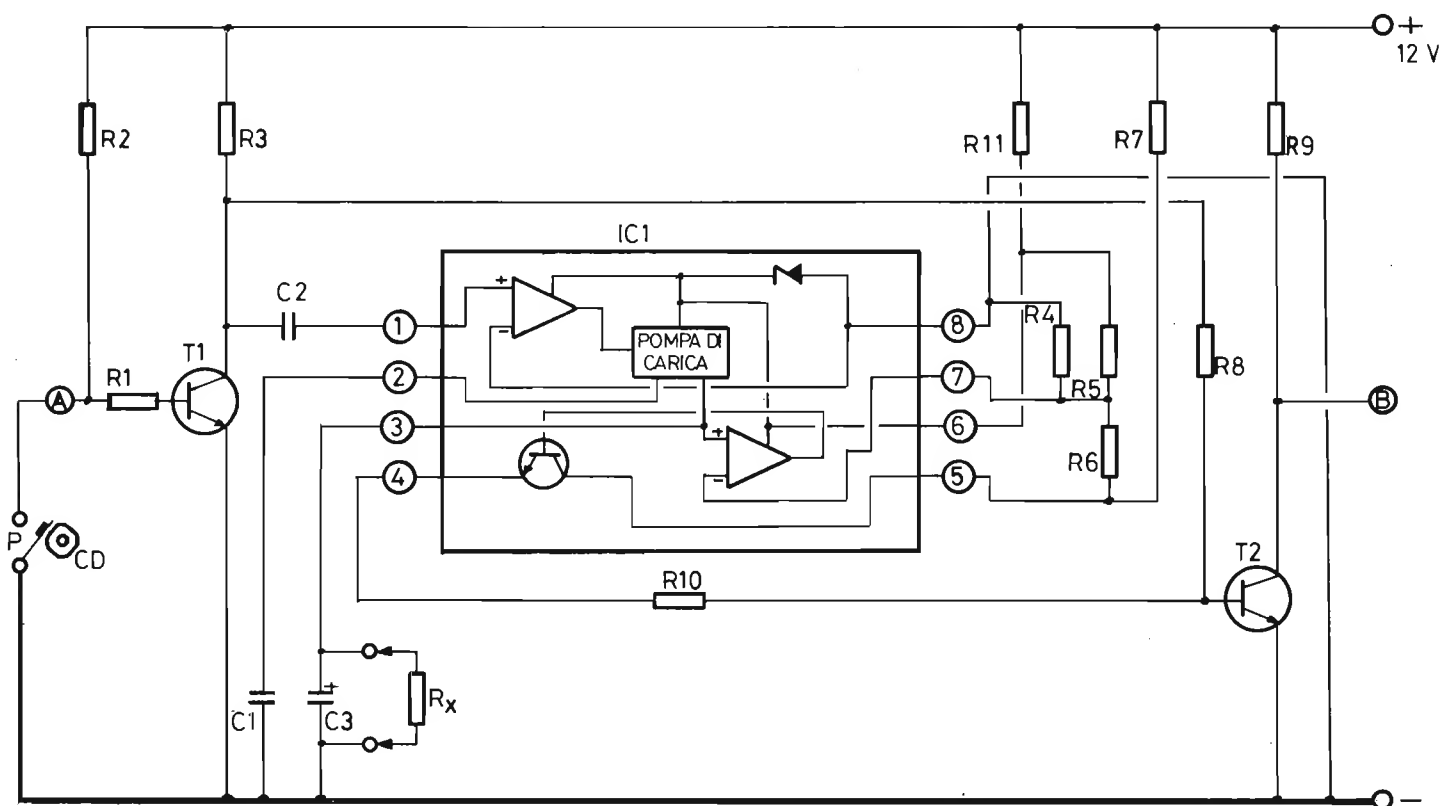 +
12 V
R2
R3
R11
R7
R9
IC1
C2
+
−
1
2
3
4
POMPA DI
CARICA
+
−
8
7
6
5
R4
R5
R6
R8
T1
R1
A
B
P
CD
R10
T2
C1
+
C3
Rx
−